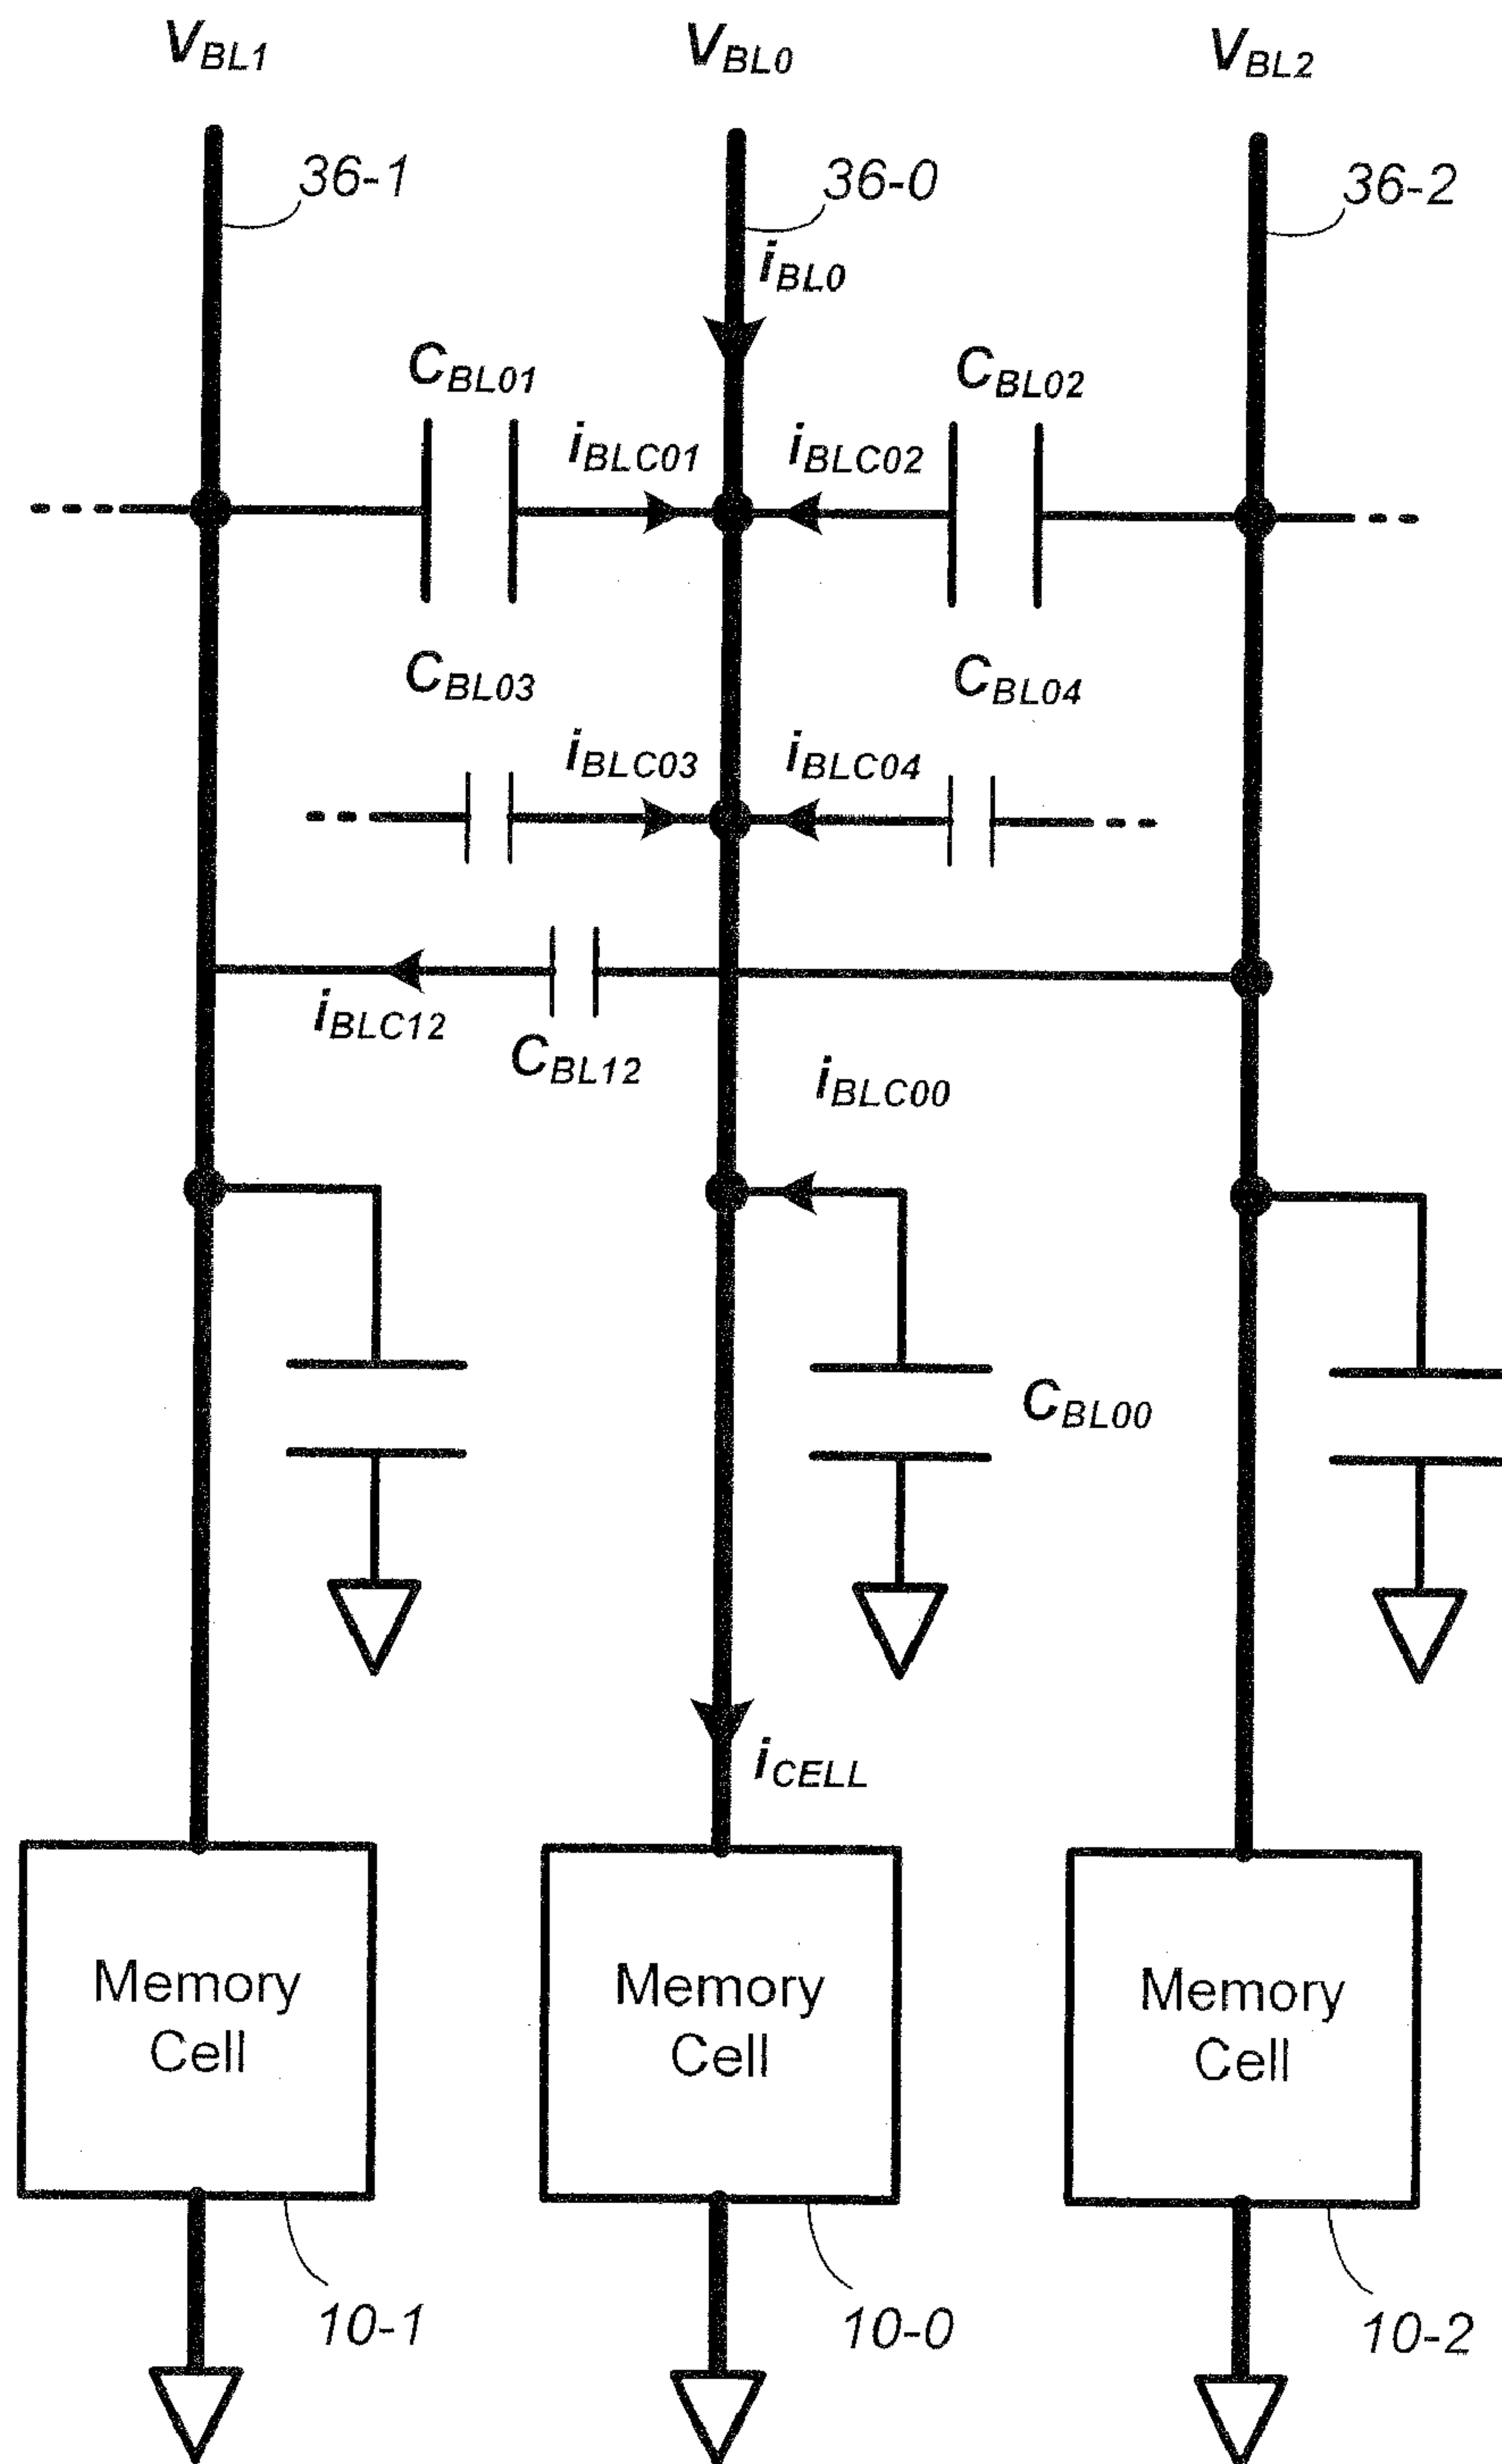 VBL1 VBL0 VBL2
36-1 36-0 36-2
iBL0
CBL01 CBL02
iBLC01 iBLC02
CBL03 CBL04
iBLC03 iBLC04
iBLC12
CBL12
iBLC00
CBL00
iCELL
Memory Memory Memory
Cell Cell Cell
10-1 10-0 10-2